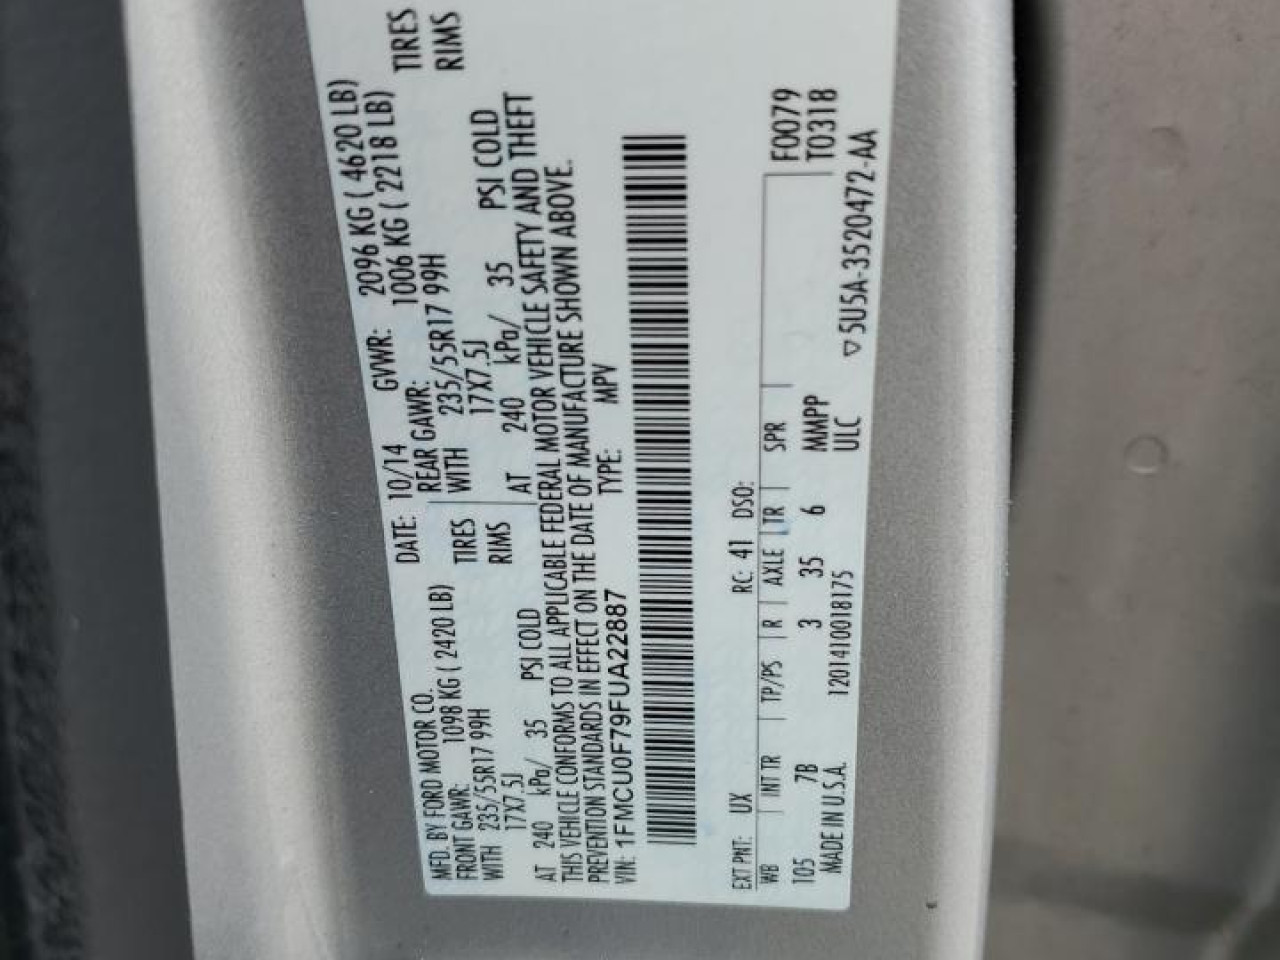 MFD. BY FORD MOTOR CO. DATE: 10/14 GVWR: 2096 KG ( 4620 LB)
FRONT GAWR: 1098 KG ( 2420 LB) REAR GAWR: 1006 KG ( 2218 LB)
WITH 235/55R17 99H TIRES WITH 235/55R17 99H TIRES
17X7.5J RIMS 17X7.5J RIMS
AT 240 kPa/ 35 PSI COLD AT 240 kPa/ 35 PSI COLD
THIS VEHICLE CONFORMS TO ALL APPLICABLE FEDERAL MOTOR VEHICLE SAFETY AND THEFT
PREVENTION STANDARDS IN EFFECT ON THE DATE OF MANUFACTURE SHOWN ABOVE.
VIN: 1FMCU0F79FUA22887 TYPE: MPV
EXT PNT: UX RC: 41 DSO:
WB INT TR TP/PS R AXLE TR SPR F0079
105 7B 3 35 6 MMPP T0318
MADE IN U.S.A. 1201410018175 ULC
▽5U5A-3520472-AA